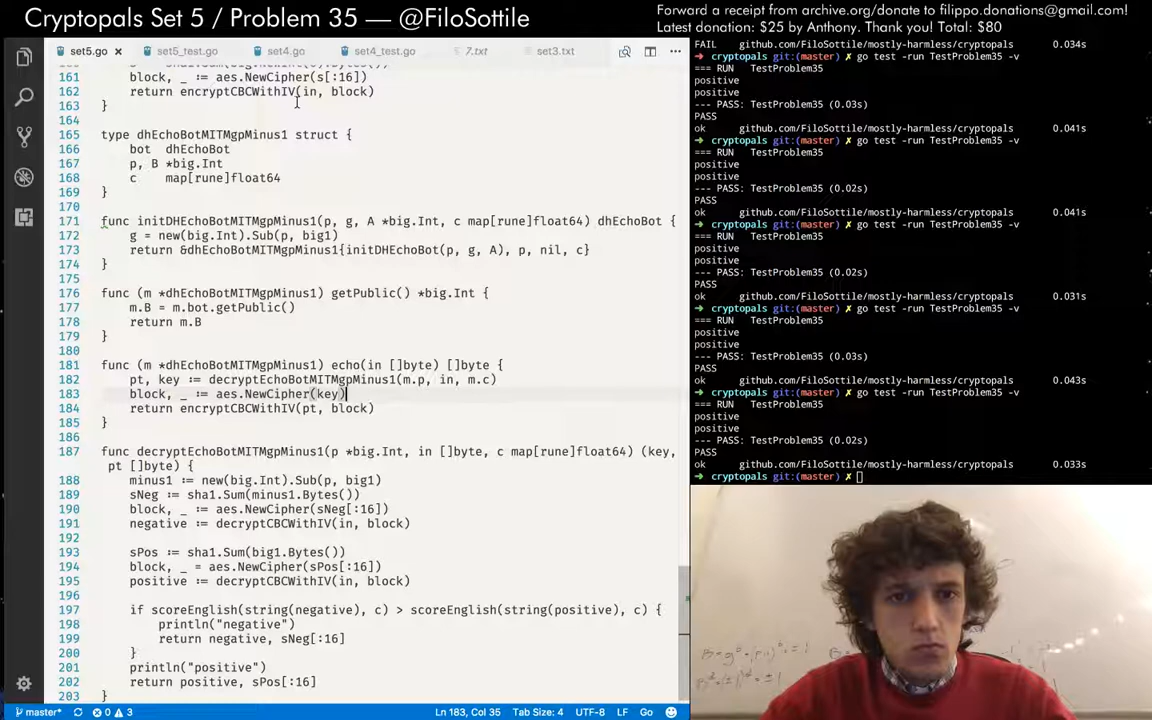 Cryptopals Set 5 / Problem 35 — @FiloSottile
Forward a receipt from archive.org/donate to filippo.donations@gmail.com!
Latest donation: $25 by Anthony. Thank you! Total: $80
set5.go
set5_test.go
set4.go
set4_test.go
7.txt
set3.txt
161 block, _ := aes.NewCipher(s[:16])
162 return encryptCBCWithIV(in, block)
163 }
164
165 type dhEchoBotMITMgpMinus1 struct {
166 bot dhEchoBot
167 p, B *big.Int
168 c map[rune]float64
169 }
170
171 func initDHEchoBotMITMgpMinus1(p, g, A *big.Int, c map[rune]float64) dhEchoBot {
172 g = new(big.Int).Sub(p, big1)
173 return &dhEchoBotMITMgpMinus1{initDHEchoBot(p, g, A), p, nil, c}
174 }
175
176 func (m *dhEchoBotMITMgpMinus1) getPublic() *big.Int {
177 m.B = m.bot.getPublic()
178 return m.B
179 }
180
181 func (m *dhEchoBotMITMgpMinus1) echo(in []byte) []byte {
182 pt, key := decryptEchoBotMITMgpMinus1(m.p, in, m.c)
183 block, _ := aes.NewCipher(key)
184 return encryptCBCWithIV(pt, block)
185 }
186
187 func decryptEchoBotMITMgpMinus1(p *big.Int, in []byte, c map[rune]float64) (key,
pt []byte) {
188 minus1 := new(big.Int).Sub(p, big1)
189 sNeg := sha1.Sum(minus1.Bytes())
190 block, _ := aes.NewCipher(sNeg[:16])
191 negative := decryptCBCWithIV(in, block)
192
193 sPos := sha1.Sum(big1.Bytes())
194 block, _ = aes.NewCipher(sPos[:16])
195 positive := decryptCBCWithIV(in, block)
196
197 if scoreEnglish(string(negative), c) > scoreEnglish(string(positive), c) {
198 println("negative")
199 return negative, sNeg[:16]
200 }
201 println("positive")
202 return positive, sPos[:16]
203 }
master*
0 3
Ln 183, Col 35
Tab Size: 4
UTF-8
LF
Go
FAIL github.com/FiloSottile/mostly-harmless/cryptopals 0.034s
➜ cryptopals git:(master) ✗ go test -run TestProblem35 -v
=== RUN TestProblem35
positive
positive
--- PASS: TestProblem35 (0.03s)
PASS
ok github.com/FiloSottile/mostly-harmless/cryptopals 0.041s
➜ cryptopals git:(master) ✗ go test -run TestProblem35 -v
=== RUN TestProblem35
positive
positive
--- PASS: TestProblem35 (0.02s)
PASS
ok github.com/FiloSottile/mostly-harmless/cryptopals 0.041s
➜ cryptopals git:(master) ✗ go test -run TestProblem35 -v
=== RUN TestProblem35
positive
positive
--- PASS: TestProblem35 (0.02s)
PASS
ok github.com/FiloSottile/mostly-harmless/cryptopals 0.031s
➜ cryptopals git:(master) ✗ go test -run TestProblem35 -v
=== RUN TestProblem35
positive
positive
--- PASS: TestProblem35 (0.03s)
PASS
ok github.com/FiloSottile/mostly-harmless/cryptopals 0.043s
➜ cryptopals git:(master) ✗ go test -run TestProblem35 -v
=== RUN TestProblem35
positive
positive
--- PASS: TestProblem35 (0.02s)
PASS
ok github.com/FiloSottile/mostly-harmless/cryptopals 0.033s
➜ cryptopals git:(master) ✗